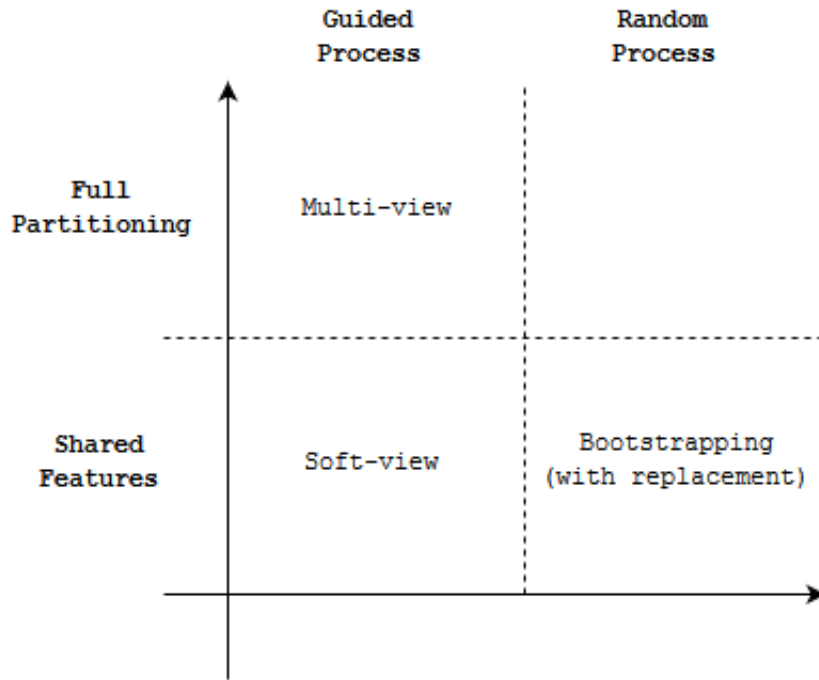 Guided
Process
Random
Process
Full
Partitioning
Multi-view
Shared
Features
Soft-view
Bootstrapping
(with replacement)